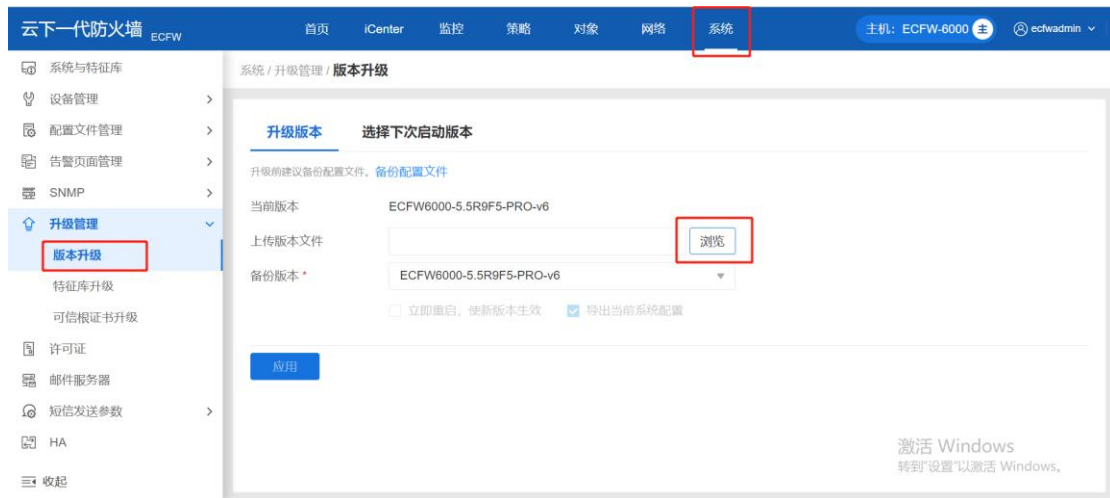 云下一代防火墙 ECFW
首页 iCenter 监控 策略 对象 网络 系统
主机：ECFW-6000 主 ecfwadmin
系统与特征库
设备管理
配置文件管理
告警页面管理
SNMP
升级管理
版本升级
特征库升级
可信根证书升级
许可证
邮件服务器
短信发送参数
HA
收起
系统 / 升级管理 / 版本升级
升级版本 选择下次启动版本
升级前建议备份配置文件。备份配置文件
当前版本 ECFW6000-5.5R9F5-PRO-v6
上传版本文件 浏览
备份版本 * ECFW6000-5.5R9F5-PRO-v6
立即重启，使新版本生效 导出当前系统配置
应用
激活 Windows
转到"设置"以激活 Windows。